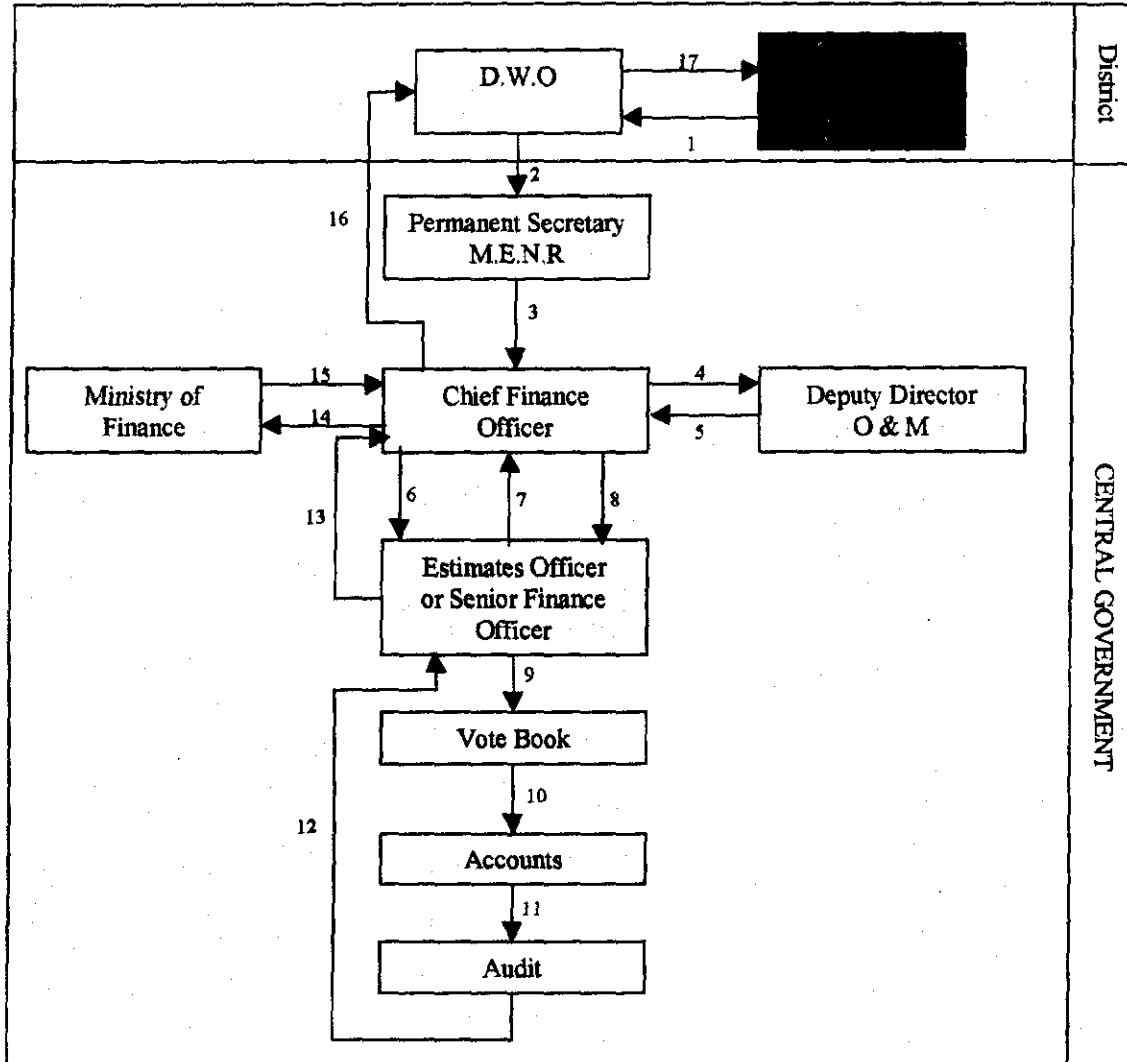 D.W.O
17
1
District
2
Permanent Secretary
M.E.N.R
16
3
Ministry of
Finance
15
14
Chief Finance
Officer
4
5
Deputy Director
O & M
13
6
7
8
Estimates Officer
or Senior Finance
Officer
CENTRAL GOVERNMENT
9
Vote Book
10
12
Accounts
11
Audit